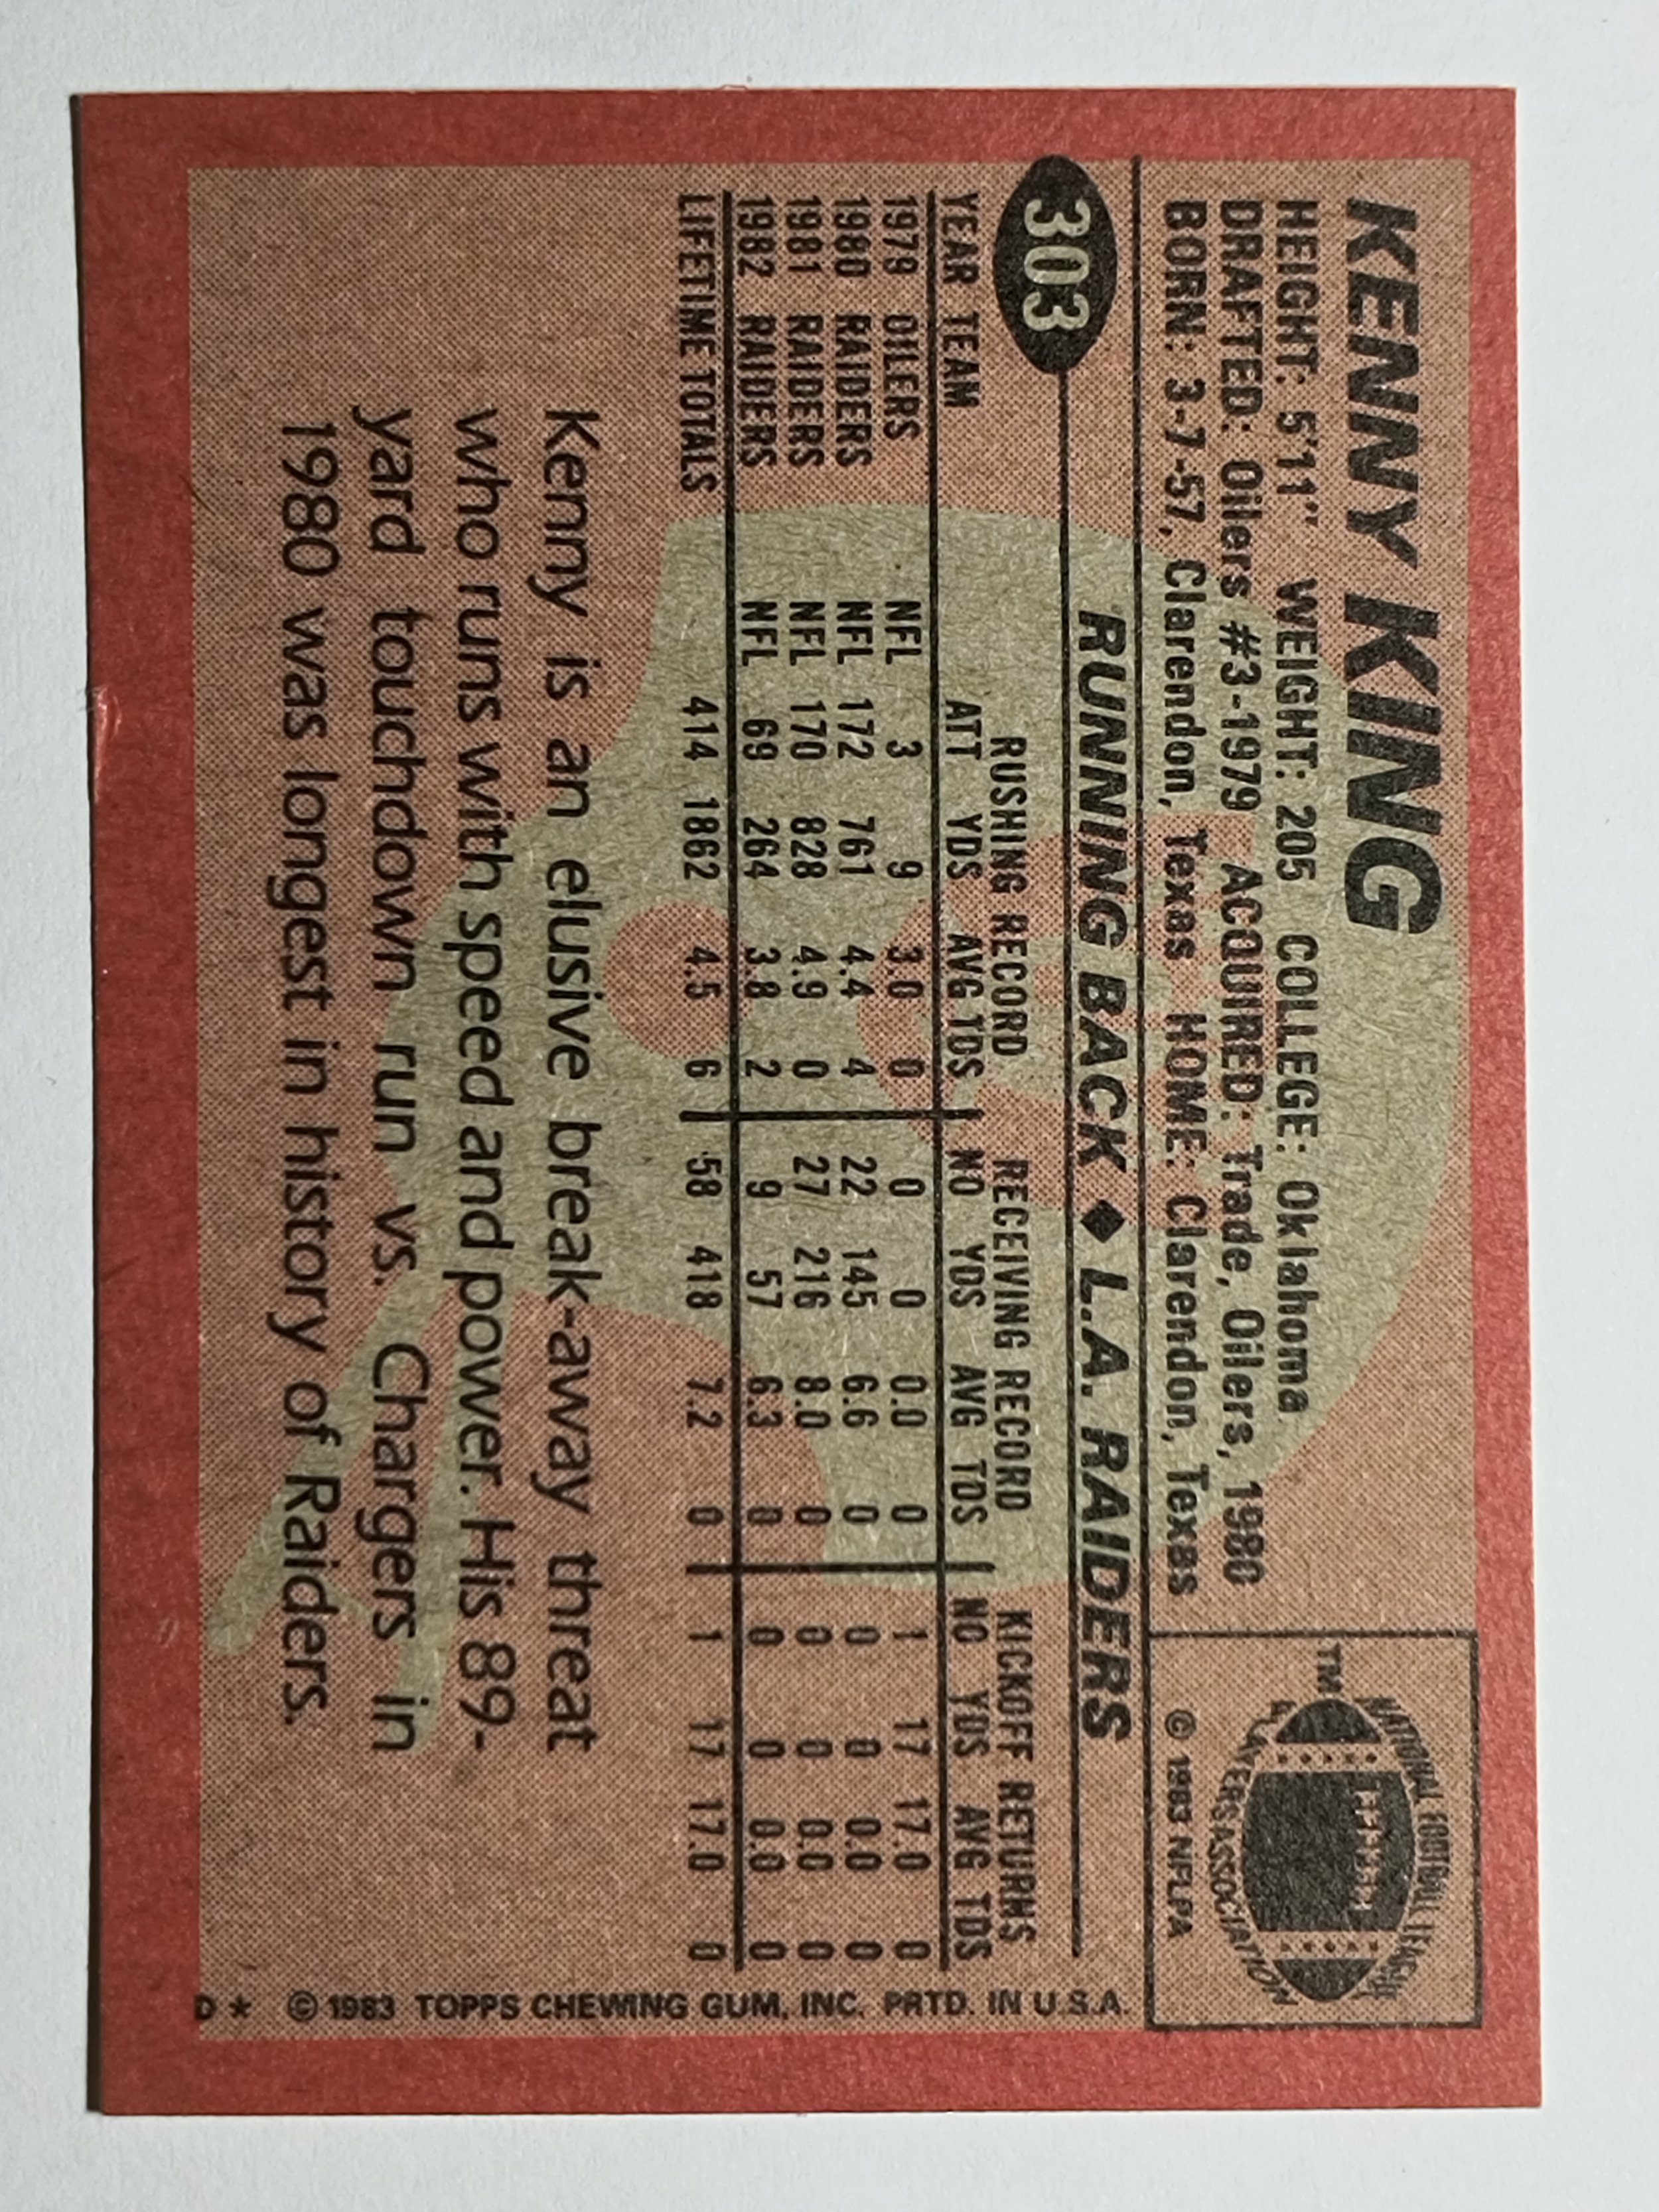 KENNY KING
HEIGHT: 5'11" WEIGHT: 205 COLLEGE: Oklahoma
DRAFTED: Oilers #3-1979 ACQUIRED: Trade, Oilers, 1980
BORN: 3-7-57, Clarendon, Texas HOME: Clarendon, Texas
TM NATIONAL FOOTBALL LEAGUE
PLAYERS ASSOCIATION
© 1983 NFLPA
303 RUNNING BACK ◆ L.A. RAIDERS
RUSHING RECORD RECEIVING RECORD KICKOFF RETURNS
YEAR TEAM ATT YDS AVG TDS NO YDS AVG TDS NO YDS AVG TDS
1979 OILERS NFL 3 9 3.0 0 0 0 0.0 0 1 17 17.0 0
1980 RAIDERS NFL 172 761 4.4 4 22 145 6.6 0 0 0 0.0 0
1981 RAIDERS NFL 170 828 4.9 0 27 216 8.0 0 0 0 0.0 0
1982 RAIDERS NFL 69 264 3.8 2 9 57 6.3 0 0 0 0.0 0
LIFETIME TOTALS 414 1862 4.5 6 58 418 7.2 0 1 17 17.0 0
Kenny is an elusive break-away threat
who runs with speed and power. His 89-
yard touchdown run vs. Chargers in
1980 was longest in history of Raiders.
D★ © 1983 TOPPS CHEWING GUM, INC. PRTD. IN U.S.A.